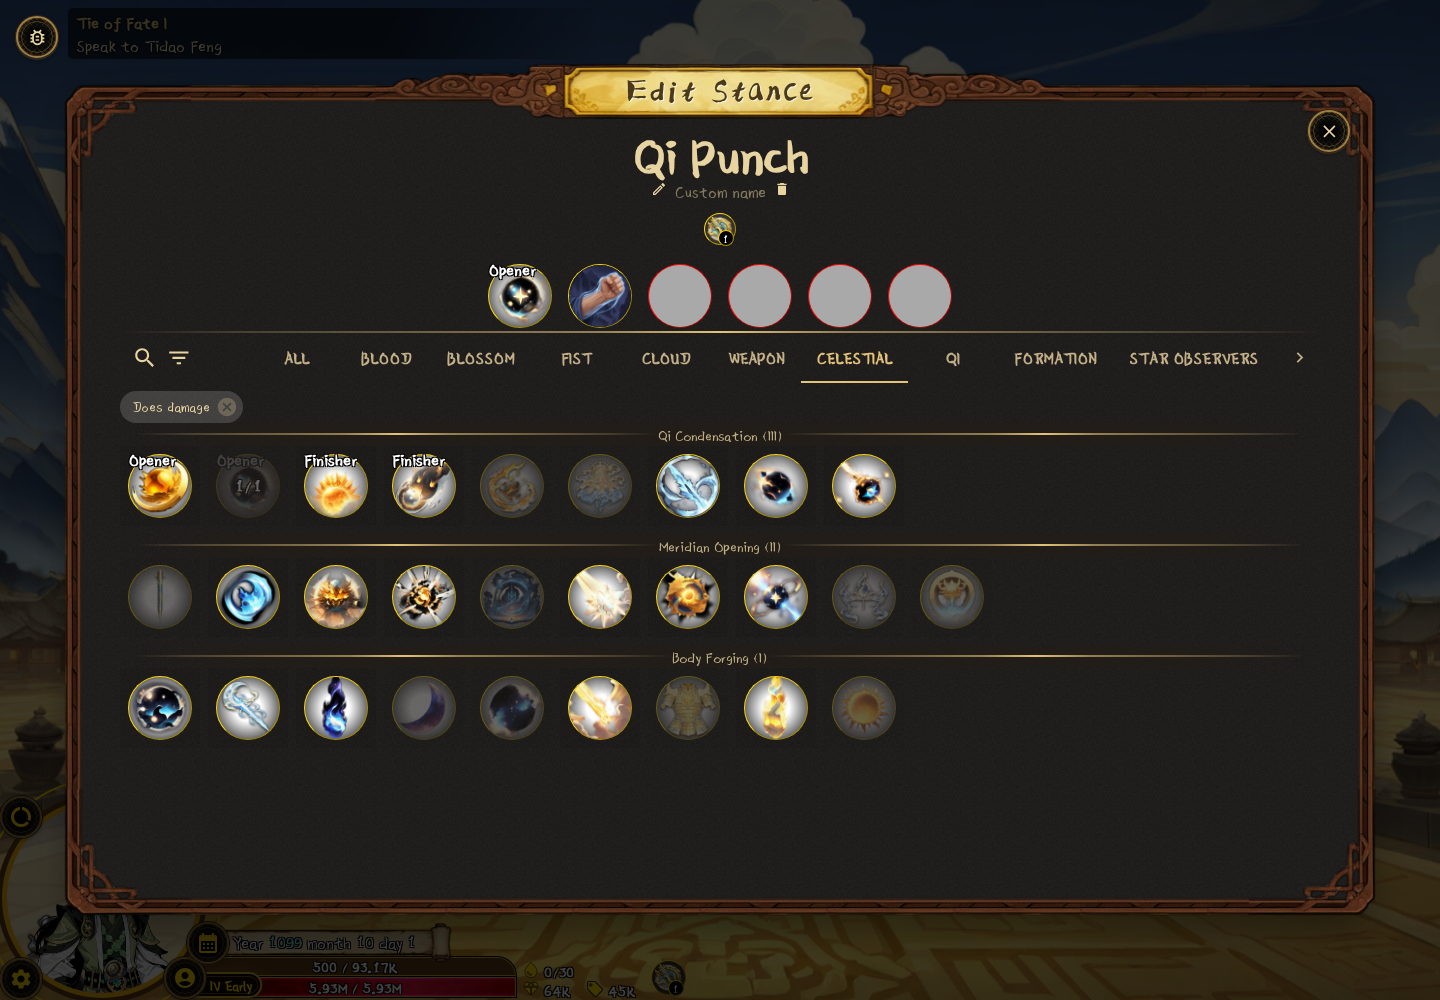 Tie of Fate I
Speak to Tidao Feng
Edit Stance
Qi Punch
Custom name
1
Opener
ALL BLOOD BLOSSOM FIST CLOUD WEAPON CELESTIAL QI FORMATION STAR OBSERVERS
Does damage
Qi Condensation (III)
Opener Opener Finisher Finisher
1/1
Meridian Opening (II)
Body Forging (I)
Year 1099 month 10 day 1
500 / 93.17K
IV Early
5.93M / 5.93M
0/30
64K 45K
1